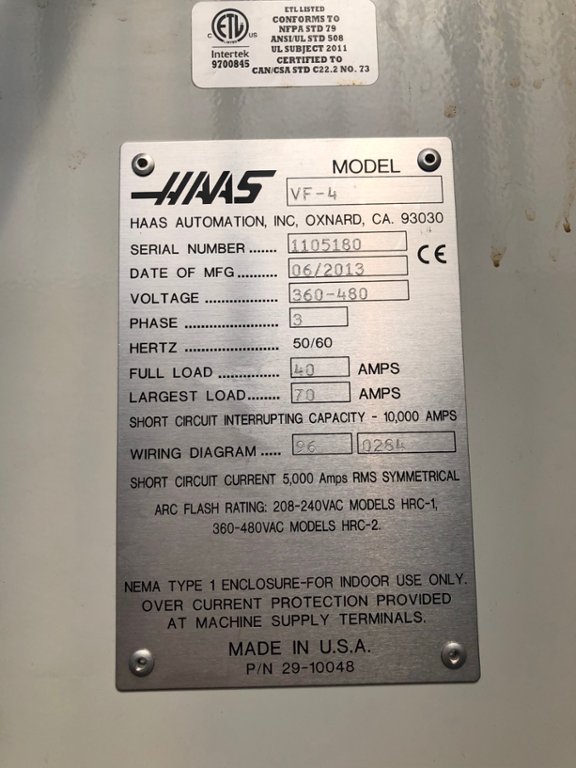 ETL LISTED
CONFORMS TO
NFPA STD 79
ANSI/UL STD 508
UL SUBJECT 2011
CERTIFIED TO
CAN/CSA STD C22.2 NO. 73
C ETL US
Intertek
9700845
HAAS
MODEL VF-4
HAAS AUTOMATION, INC, OXNARD, CA. 93030
SERIAL NUMBER ....... 1105180
CE
DATE OF MFG.......... 06/2013
VOLTAGE .................. 360-480
PHASE ....................... 3
HERTZ ...................... 50/60
FULL LOAD ............... 40 AMPS
LARGEST LOAD........ 70 AMPS
SHORT CIRCUIT INTERRUPTING CAPACITY - 10,000 AMPS
WIRING DIAGRAM ..... 96 0284
SHORT CIRCUIT CURRENT 5,000 Amps RMS SYMMETRICAL
ARC FLASH RATING: 208-240VAC MODELS HRC-1,
360-480VAC MODELS HRC-2.
NEMA TYPE 1 ENCLOSURE-FOR INDOOR USE ONLY.
OVER CURRENT PROTECTION PROVIDED
AT MACHINE SUPPLY TERMINALS.
MADE IN U.S.A.
P/N 29-10048